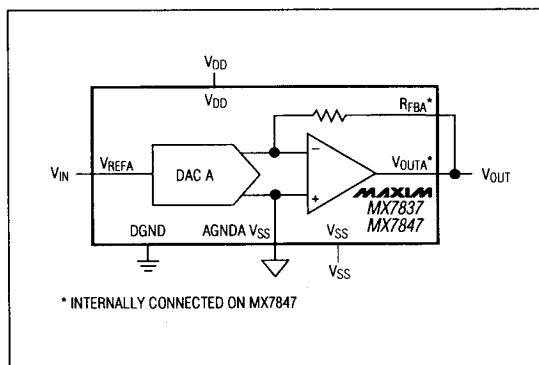 VDD
VDD
RFBA*
VIN
VREFA
DAC A
−
+
VOUTA*
VOUT
MAXIM
MX7837
MX7847
DGND
AGNDA
VSS
VSS
VSS
* INTERNALLY CONNECTED ON MX7847